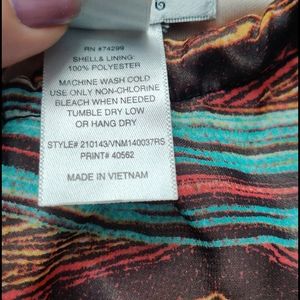 6
RN #74299
SHELL& LINING:
100% POLYESTER
MACHINE WASH COLD
USE ONLY NON-CHLORINE
BLEACH WHEN NEEDED
TUMBLE DRY LOW
OR HANG DRY
STYLE# 210143/VNM140037RS
PRINT# 40562
MADE IN VIETNAM